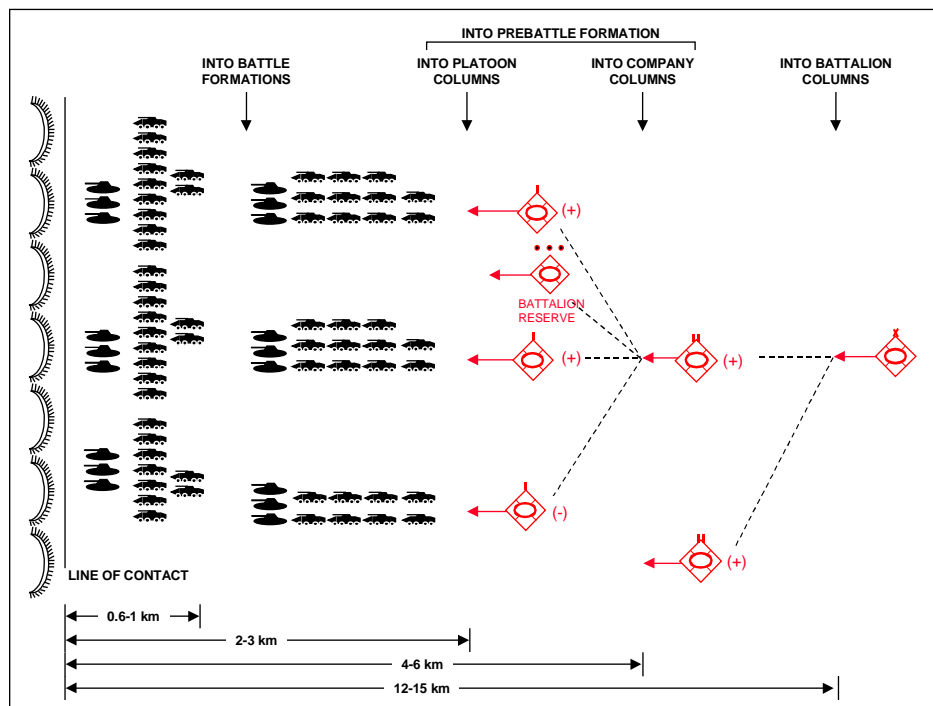 INTO PREBATTLE FORMATION
INTO BATTLE
FORMATIONS
INTO PLATOON
COLUMNS
INTO COMPANY
COLUMNS
INTO BATTALION
COLUMNS
(+)
BATTALION
RESERVE
(+)
(+)
(-)
(+)
LINE OF CONTACT
0.6-1 km
2-3 km
4-6 km
12-15 km